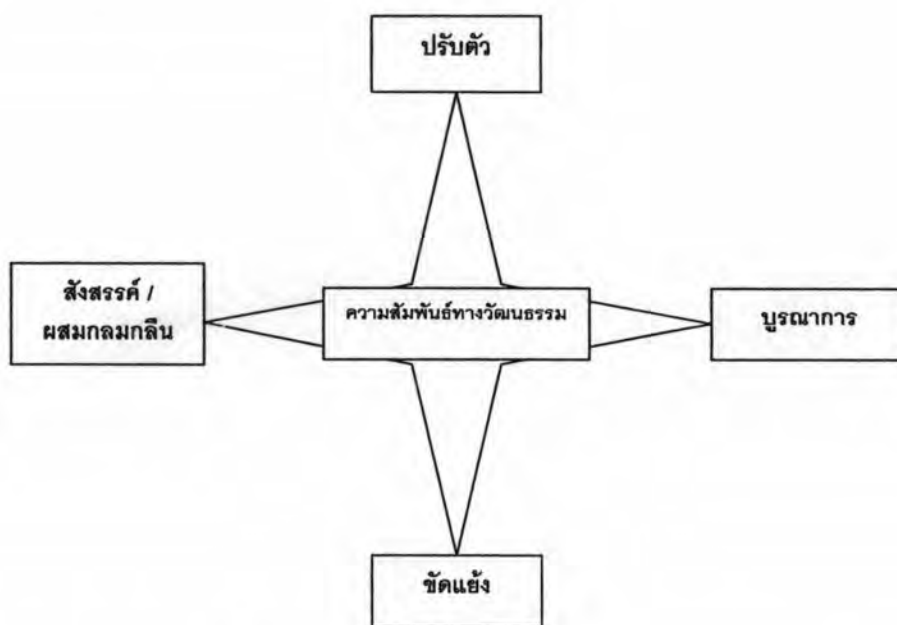 ปรับตัว
สังสรรค์ /
ผสมกลมกลืน
ความสัมพันธ์ทางวัฒนธรรม
บูรณาการ
ขัดแย้ง